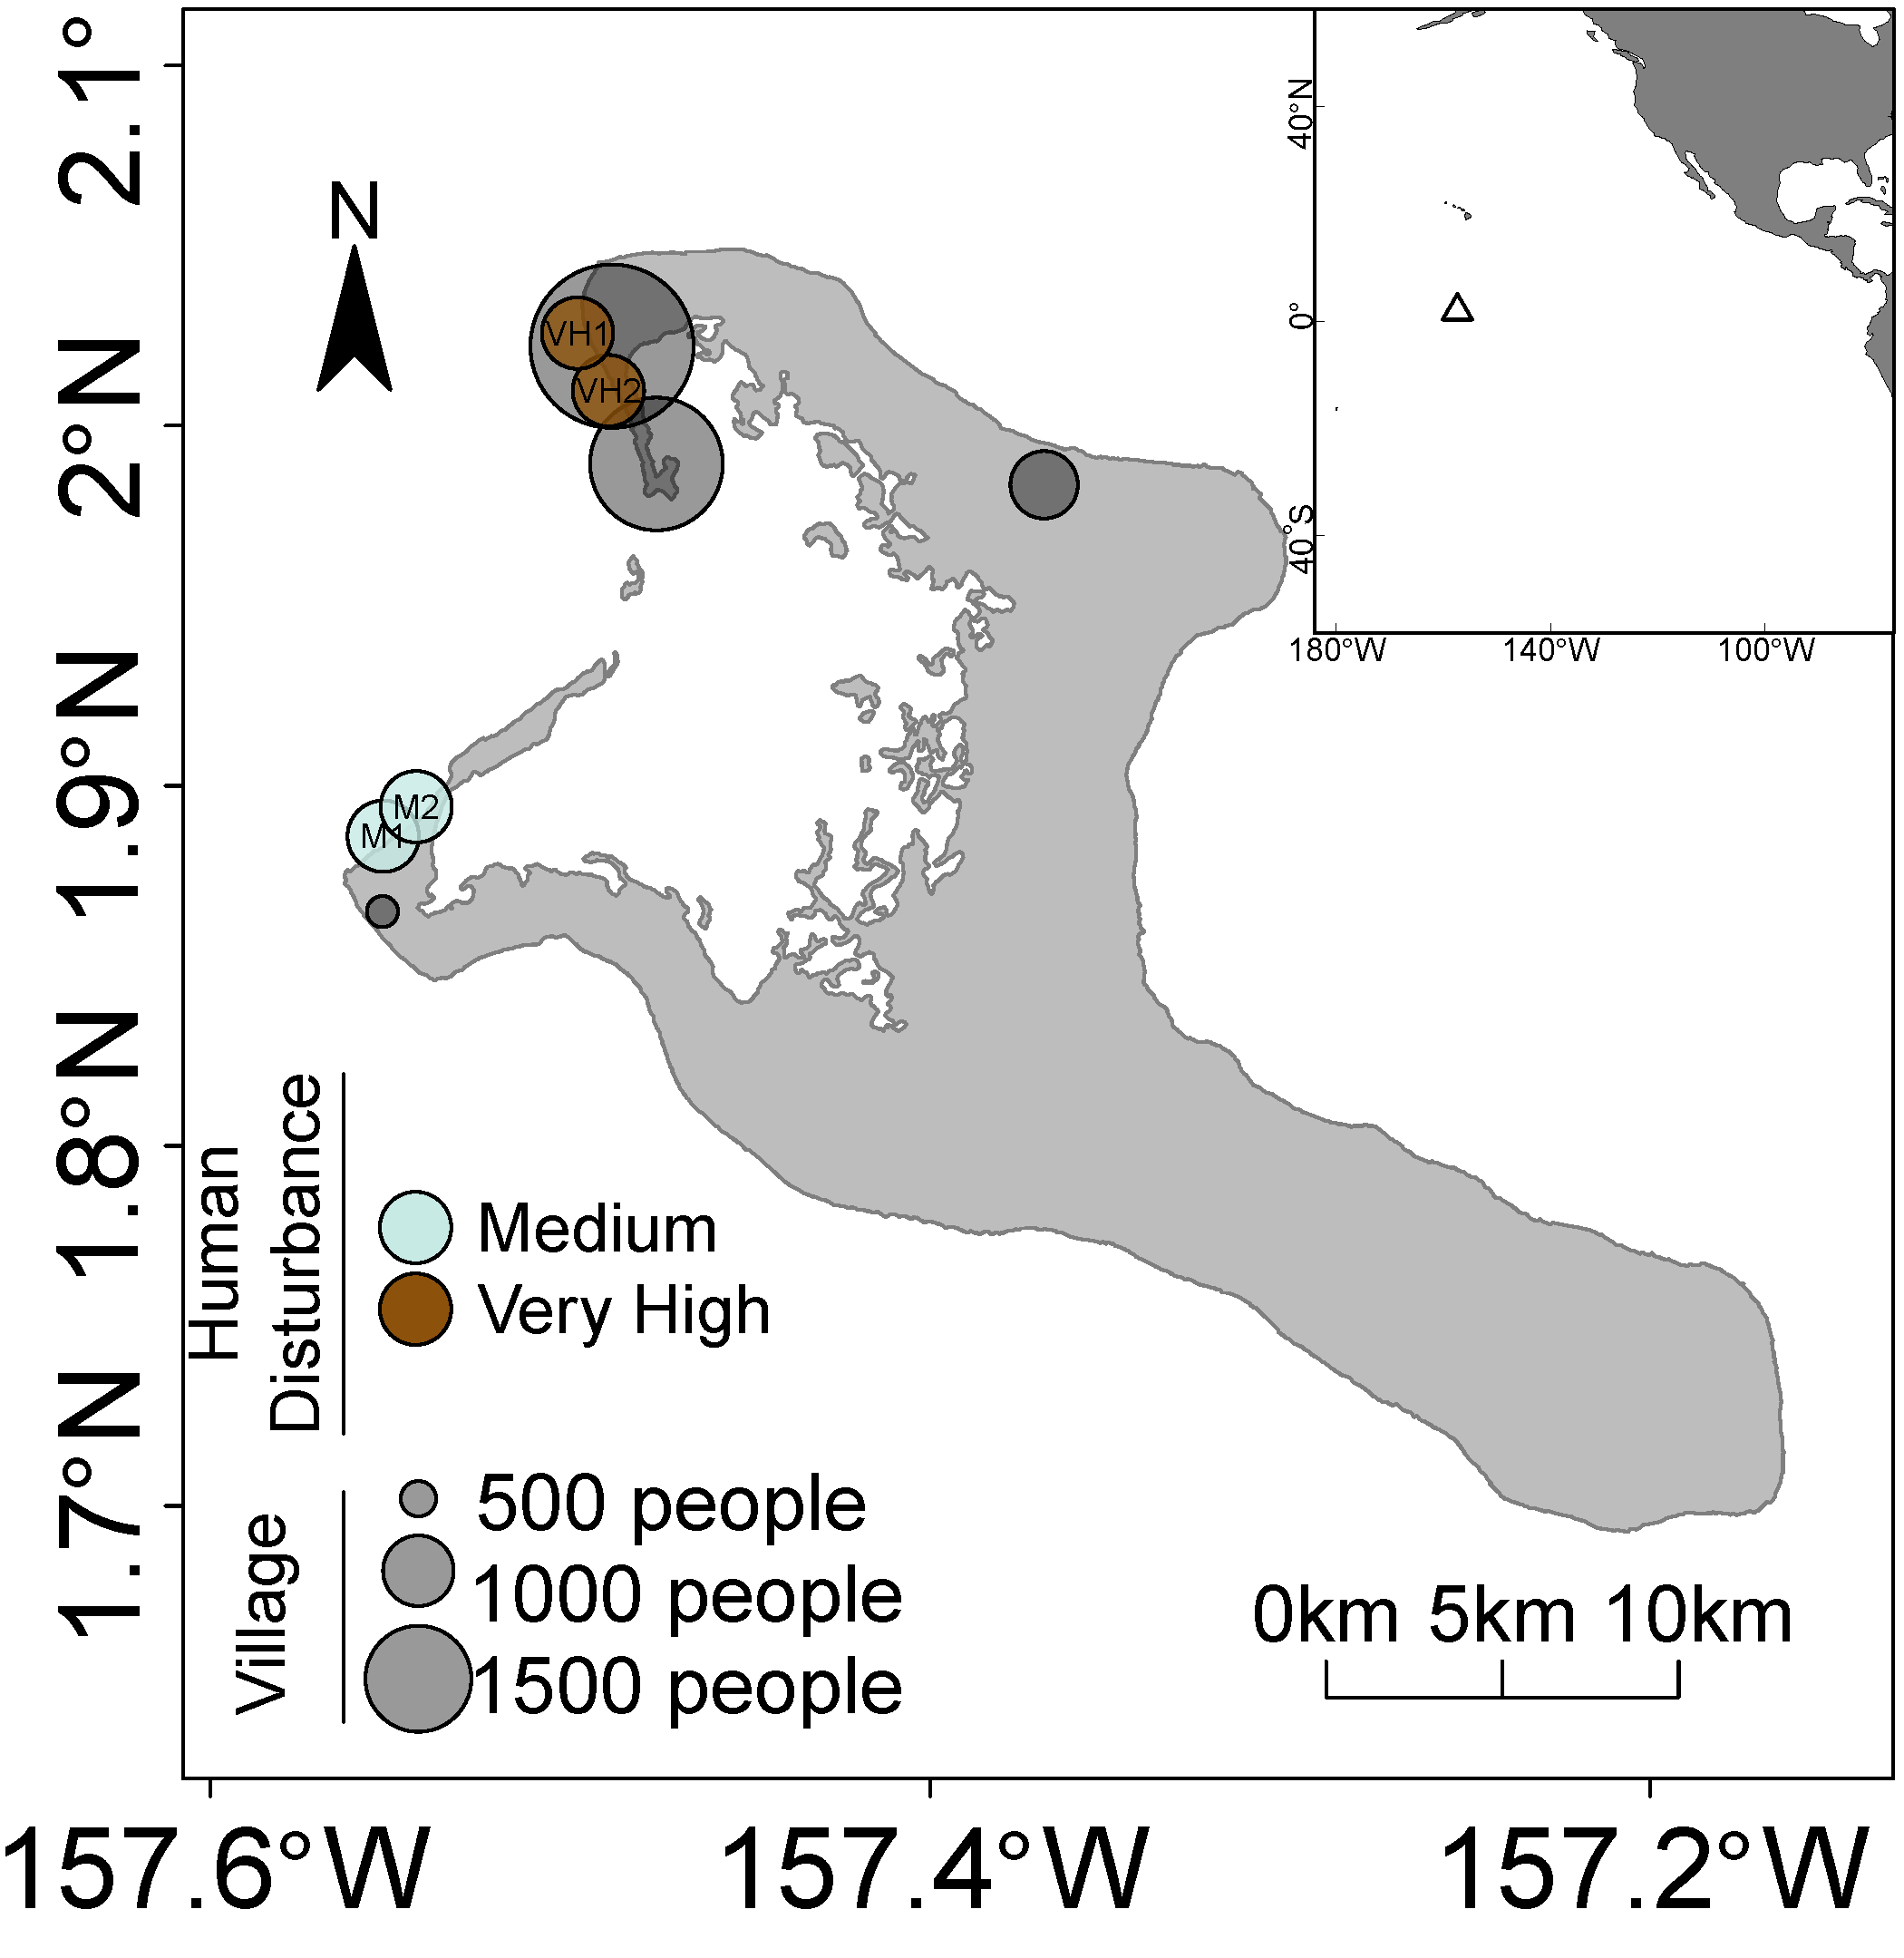 2.1°
2°N
1.9°N
1.8°N
1.7°N
157.6°W
157.4°W
157.2°W
N
40°N
0°
40°S
180°W
140°W
100°W
VH1
VH2
M2
M1
Human
Disturbance
Medium
Very High
Village
500 people
1000 people
1500 people
0km 5km 10km